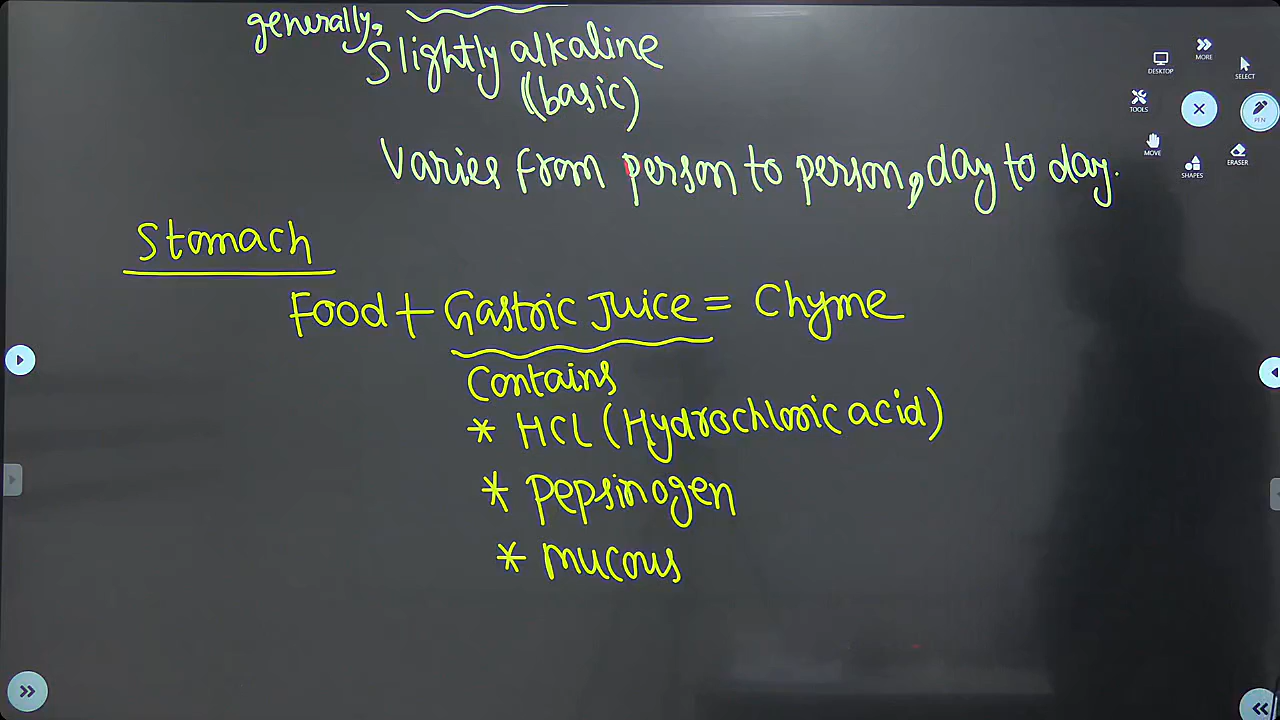 generally,
Slightly alkaline
(basic)
Varies from person to person, day to day.
Stomach
Food + Gastric Juice = Chyme
Contains
* HCL (Hydrochloric acid)
* Pepsinogen
* Mucous
MORE
DESKTOP
SELECT
TOOLS
PEN
MOVE
ERASER
SHAPES